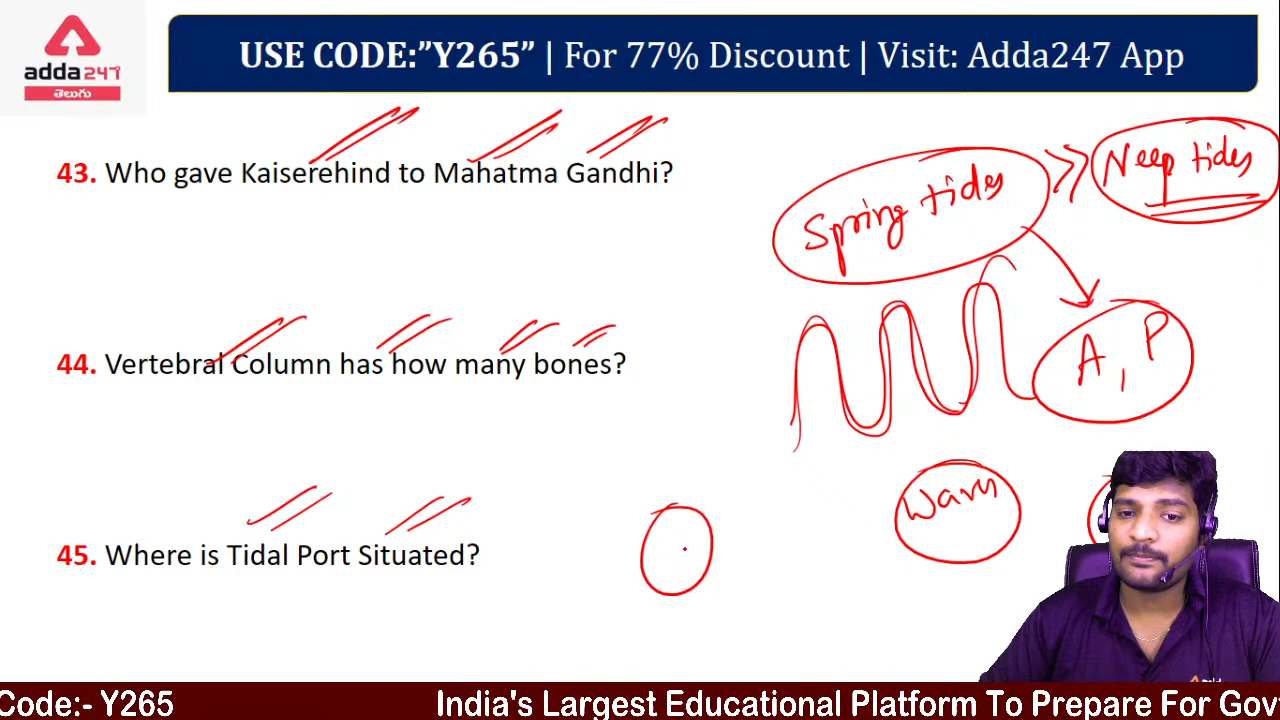 adda247
తెలుగు
USE CODE:”Y265” | For 77% Discount | Visit: Adda247 App
43. Who gave Kaiserehind to Mahatma Gandhi?
Spring tides >> Neep tides
44. Vertebral Column has how many bones?
A, P
Waves
45. Where is Tidal Port Situated?
Code:- Y265 India's Largest Educational Platform To Prepare For Gov